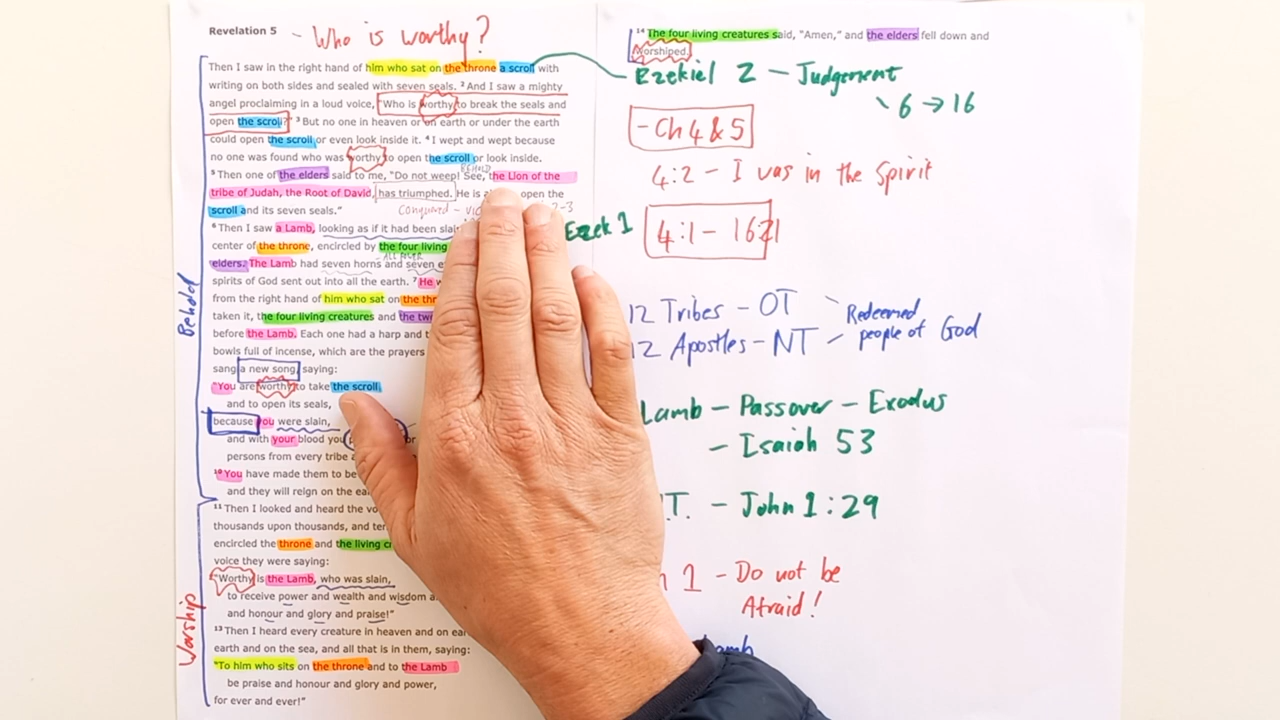 Revelation 5 - Who is worthy?
Then I saw in the right hand of him who sat on the throne a scroll with
writing on both sides and sealed with seven seals. 2 And I saw a mighty
angel proclaiming in a loud voice, "Who is worthy to break the seals and
open the scroll?" 3 But no one in heaven or on earth or under the earth
could open the scroll or even look inside it. 4 I wept and wept because
no one was found who was worthy to open the scroll or look inside.
BEHOLD
5 Then one of the elders said to me, "Do not weep! See, the Lion of the
tribe of Judah, the Root of David, has triumphed. He is a open the
scroll and its seven seals."
Conquered - 2-3
6 Then I saw a Lamb, looking as if it had been slai
center of the throne, encircled by the four living
ALL POWER
elders. The Lamb had seven horns and seven e
spirits of God sent out into all the earth. 7 He w
from the right hand of him who sat on the thr
taken it, the four living creatures and the tw
before the Lamb. Each one had a harp and t
bowls full of incense, which are the prayers
sang a new song, saying:
"You are worthy to take the scroll
and to open its seals,
because you were slain,
and with your blood you
persons from every tribe a
10 You have made them to be
and they will reign on the ea
11 Then I looked and heard the vo
thousands upon thousands, and ten
encircled the throne and the living cr
voice they were saying:
"Worthy is the Lamb, who was slain,
to receive power and wealth and wisdom a
and honour and glory and praise!"
13 Then I heard every creature in heaven and on ear
earth and on the sea, and all that is in them, saying:
"To him who sits on the throne and to the Lamb
be praise and honour and glory and power,
for ever and ever!"
Behold
Worship
14 The four living creatures said, "Amen," and the elders fell down and
worshiped.
Ezekiel 2 - Judgement
6 → 16
- Ch 4 & 5
4:2 - I was in the Spirit
Ezek 1
4:1 - 16:21
12 Tribes - OT
12 Apostles - NT
Redeemed
people of God
Lamb - Passover - Exodus
- Isaiah 53
.T. - John 1:29
1 - Do not be
Afraid!
amb